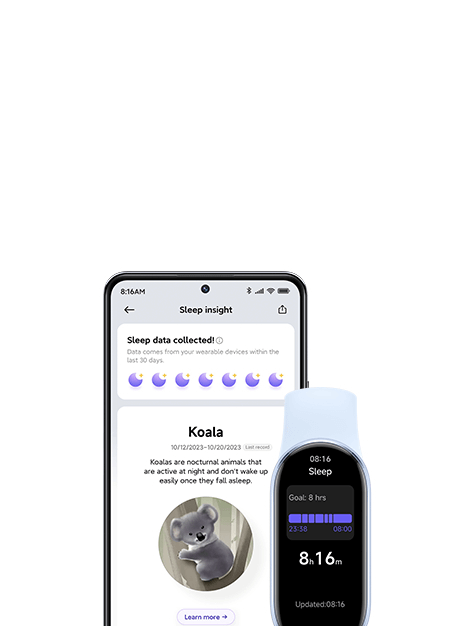 8:16AM
Sleep insight
Sleep data collected!
Data comes from your wearable devices within the
last 30 days.
Koala
10/12/2023~10/20/2023 Last record
Koalas are nocturnal animals that
are active at night and don't wake up
easily once they fall asleep.
Learn more →
08:16
Sleep
Goal: 8 hrs
23:38 08:00
8h16m
Updated:08:16